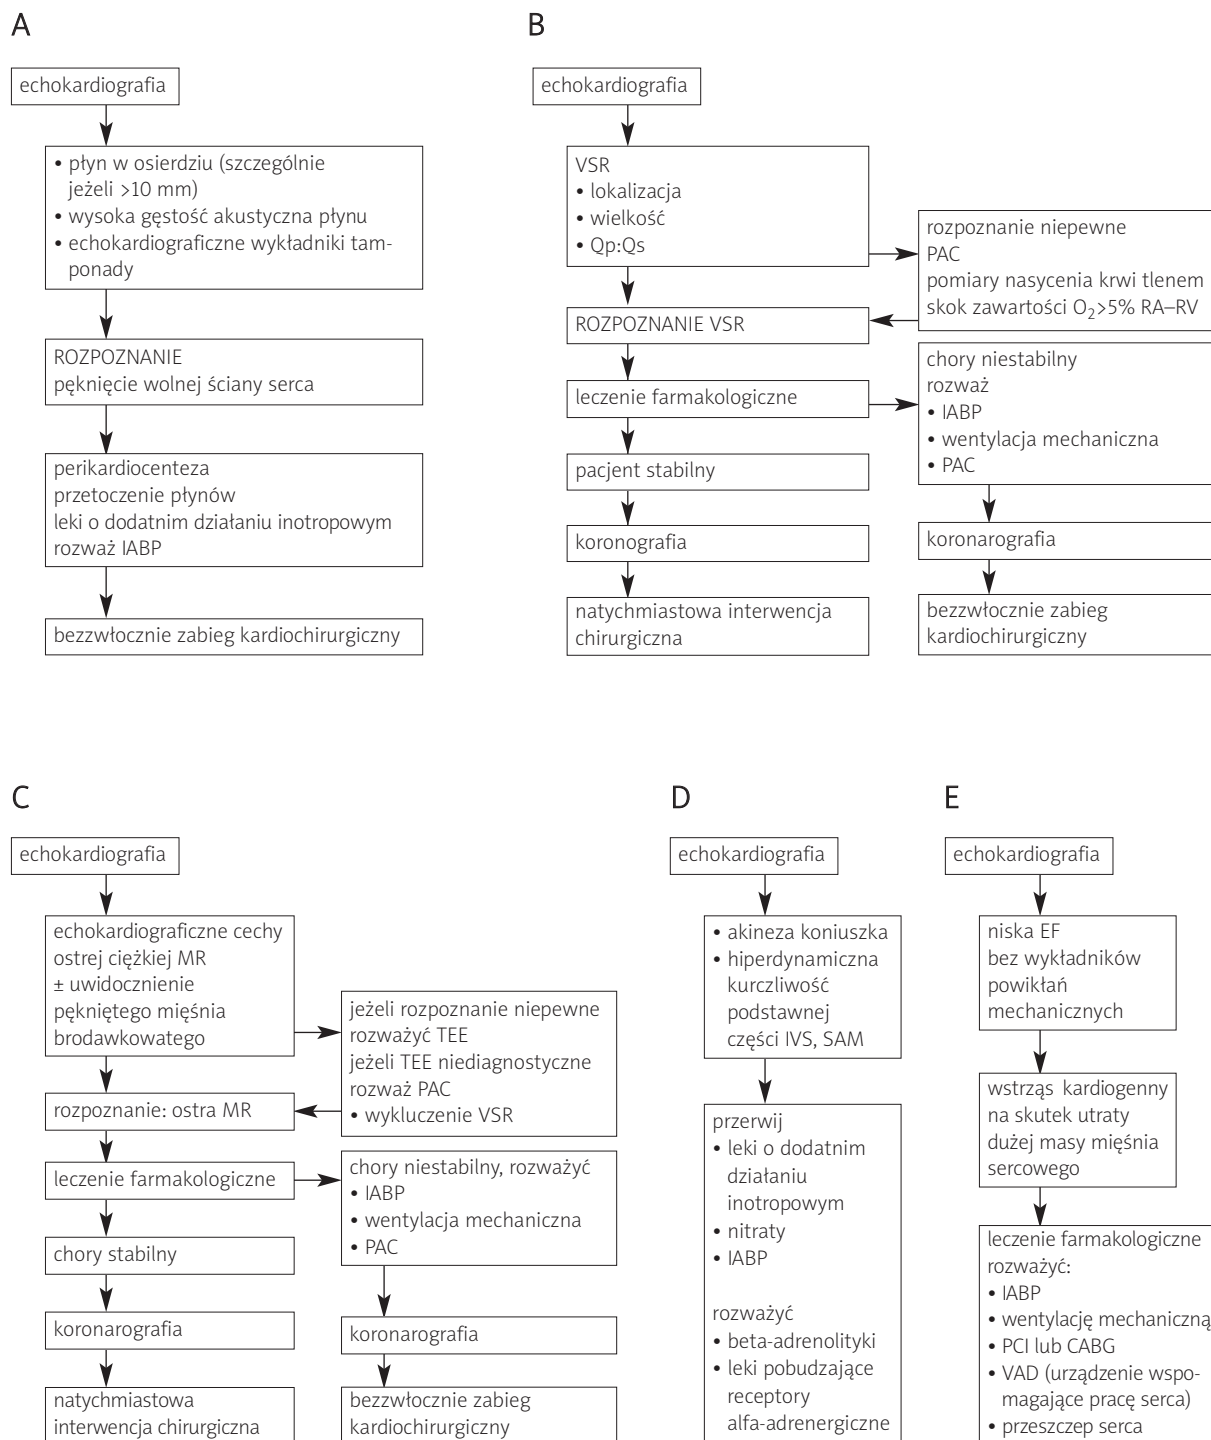 A
echokardiografia
• płyn w osierdziu (szczególnie
jeżeli >10 mm)
• wysoka gęstość akustyczna płynu
• echokardiograficzne wykładniki tam-
ponady
ROZPOZNANIE
pęknięcie wolnej ściany serca
perikardiocenteza
przetoczenie płynów
leki o dodatnim działaniu inotropowym
rozważ IABP
bezzwłocznie zabieg kardiochirurgiczny
B
echokardiografia
VSR
• lokalizacja
• wielkość
• Qp:Qs
rozpoznanie niepewne
PAC
pomiary nasycenia krwi tlenem
skok zawartości O₂>5% RA–RV
ROZPOZNANIE VSR
leczenie farmakologiczne
chory niestabilny
rozważ
• IABP
• wentylacja mechaniczna
• PAC
pacjent stabilny
koronografia
natychmiastowa interwencja
chirurgiczna
koronarografia
bezzwłocznie zabieg
kardiochirurgiczny
C
echokardiografia
echokardiograficzne cechy
ostrej ciężkiej MR
± uwidocznienie
pękniętego mięśnia
brodawkowatego
jeżeli rozpoznanie niepewne
rozważyć TEE
jeżeli TEE niediagnostyczne
rozważ PAC
• wykluczenie VSR
rozpoznanie: ostra MR
leczenie farmakologiczne
chory niestabilny, rozważyć
• IABP
• wentylacja mechaniczna
• PAC
chory stabilny
koronarografia
natychmiastowa
interwencja chirurgiczna
koronarografia
bezzwłocznie zabieg
kardiochirurgiczny
D
echokardiografia
• akineza koniuszka
• hiperdynamiczna
kurczliwość
podstawnej
części IVS, SAM
przerwij
• leki o dodatnim
działaniu
inotropowym
• nitraty
• IABP
rozważyć
• beta-adrenolityki
• leki pobudzające
receptory
alfa-adrenergiczne
E
echokardiografia
niska EF
bez wykładników
powikłań
mechanicznych
wstrząs kardiogenny
na skutek utraty
dużej masy mięśnia
sercowego
leczenie farmakologiczne
rozważyć:
• IABP
• wentylację mechaniczną
• PCI lub CABG
• VAD (urządzenie wspo-
magające pracę serca)
• przeszczep serca